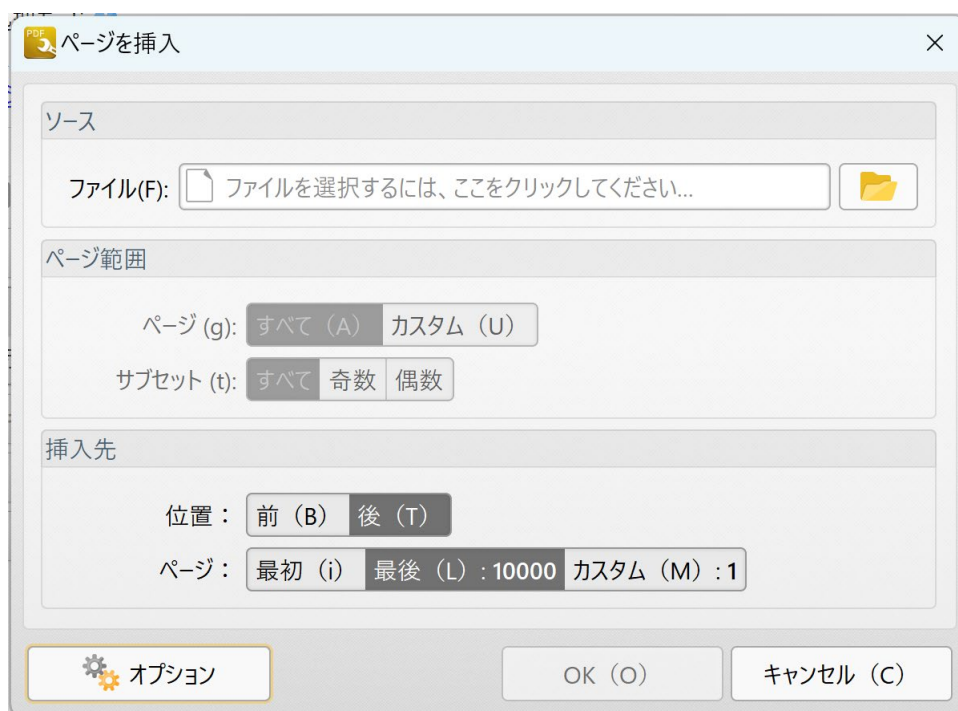 PDF
ページを挿入
ソース
ファイル(F): ファイルを選択するには、ここをクリックしてください...
ページ範囲
ページ (g): すべて (A) カスタム (U)
サブセット (t): すべて 奇数 偶数
挿入先
位置： 前 (B) 後 (T)
ページ： 最初 (i) 最後 (L) : 10000 カスタム (M) : 1
オプション OK (O) キャンセル (C)